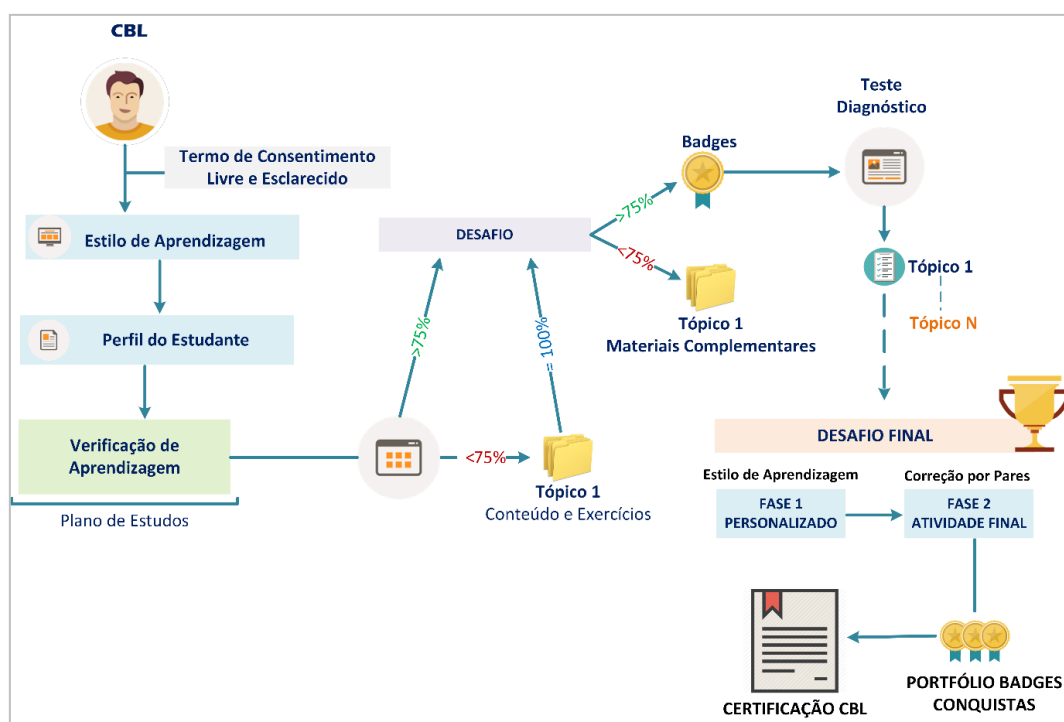 CBL
Termo de Consentimento
Livre e Esclarecido
Estilo de Aprendizagem
Perfil do Estudante
Verificação de
Aprendizagem
Plano de Estudos
>75%
<75%
= 100%
Tópico 1
Conteúdo e Exercícios
DESAFIO
>75%
<75%
Badges
Tópico 1
Materiais Complementares
Teste
Diagnóstico
Tópico 1
Tópico N
DESAFIO FINAL
Estilo de Aprendizagem
FASE 1
PERSONALIZADO
Correção por Pares
FASE 2
ATIVIDADE FINAL
PORTFÓLIO BADGES
CONQUISTAS
CERTIFICAÇÃO CBL